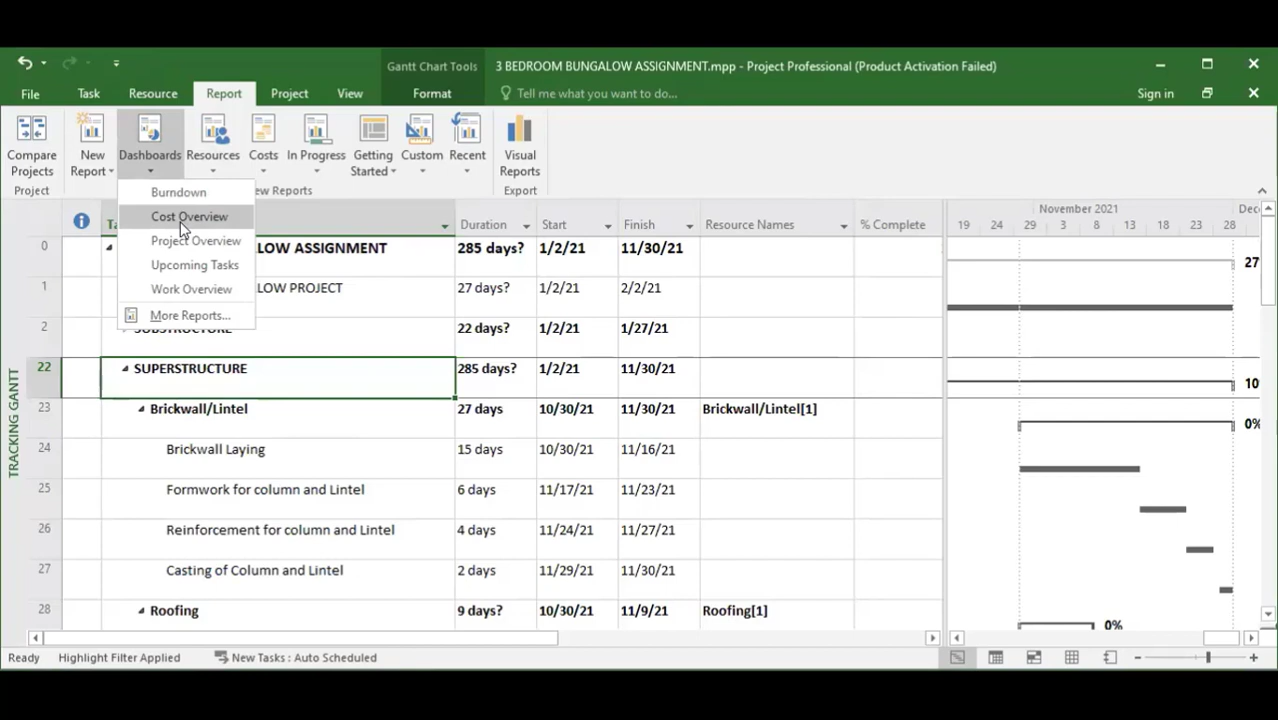 Gantt Chart Tools
3 BEDROOM BUNGALOW ASSIGNMENT.mpp - Project Professional (Product Activation Failed)
File Task Resource Report Project View Format Tell me what you want to do... Sign in
Compare Projects
New Report
Dashboards
Resources
Costs
In Progress
Getting Started
Custom
Recent
Visual Reports
Project
ew Reports
Export
Burndown
Cost Overview
Project Overview
Upcoming Tasks
Work Overview
More Reports...
Ta Duration Start Finish Resource Names % Complete
November 2021 Dec
19 24 29 3 8 13 18 23 28
0 LOW ASSIGNMENT 285 days? 1/2/21 11/30/21 27
1 LOW PROJECT 27 days? 1/2/21 2/2/21
2 SUBSTRUCTURE 22 days? 1/2/21 1/27/21
22 SUPERSTRUCTURE 285 days? 1/2/21 11/30/21 10
23 Brickwall/Lintel 27 days 10/30/21 11/30/21 Brickwall/Lintel[1] 0%
24 Brickwall Laying 15 days 10/30/21 11/16/21
25 Formwork for column and Lintel 6 days 11/17/21 11/23/21
26 Reinforcement for column and Lintel 4 days 11/24/21 11/27/21
27 Casting of Column and Lintel 2 days 11/29/21 11/30/21
28 Roofing 9 days? 10/30/21 11/9/21 Roofing[1] 0%
TRACKING GANTT
Ready Highlight Filter Applied New Tasks : Auto Scheduled